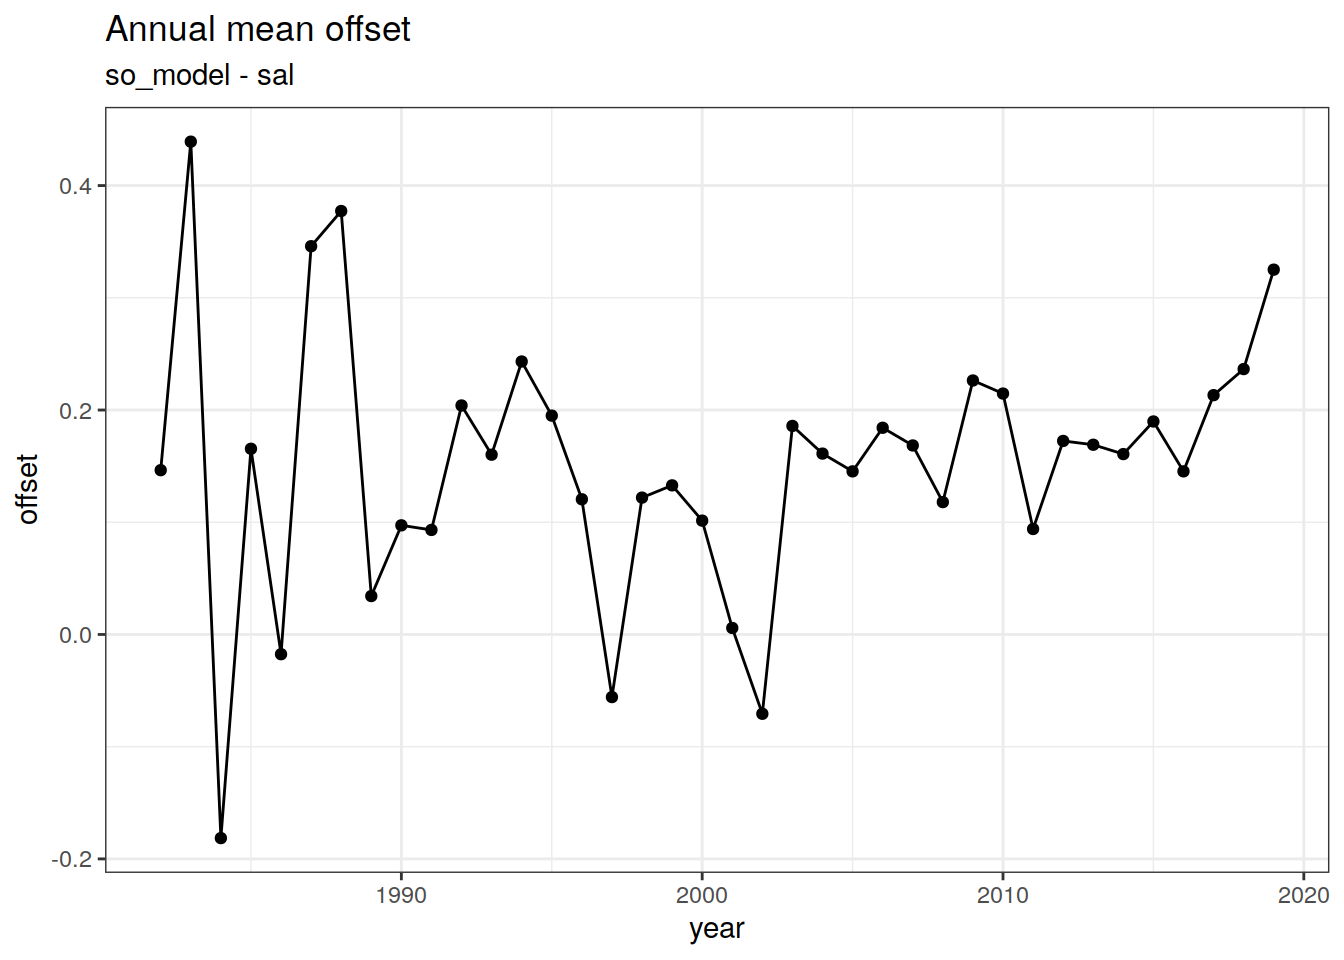 Annual mean offset
so_model - sal
0.4
0.2
0.0
-0.2
offset
1990 2000 2010 2020
year